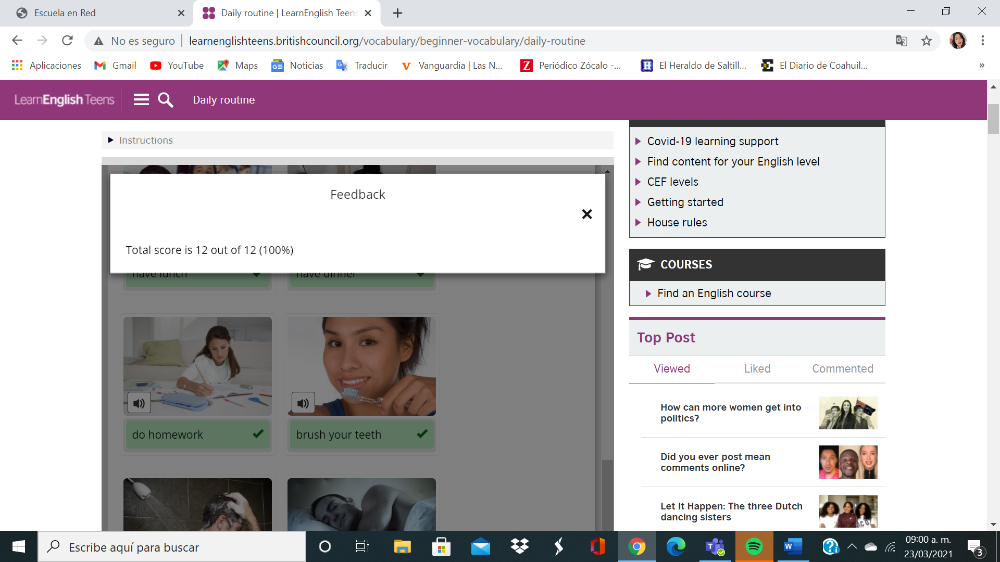 Escuela en Red
Daily routine | LearnEnglish Teens
No es seguro | learnenglishteens.britishcouncil.org/vocabulary/beginner-vocabulary/daily-routine
Aplicaciones
Gmail
YouTube
Maps
Noticias
Traducir
Vanguardia | Las N...
Periódico Zócalo -...
El Heraldo de Saltill...
El Diario de Coahuil...
»
LearnEnglish Teens
Daily routine
Instructions
Feedback
Total score is 12 out of 12 (100%)
have lunch
have dinner
do homework
brush your teeth
Covid-19 learning support
Find content for your English level
CEF levels
Getting started
House rules
COURSES
Find an English course
Top Post
Viewed
Liked
Commented
How can more women get into
politics?
Did you ever post mean
comments online?
Let It Happen: The three Dutch
dancing sisters
Escribe aquí para buscar
09:00 a. m.
23/03/2021
3